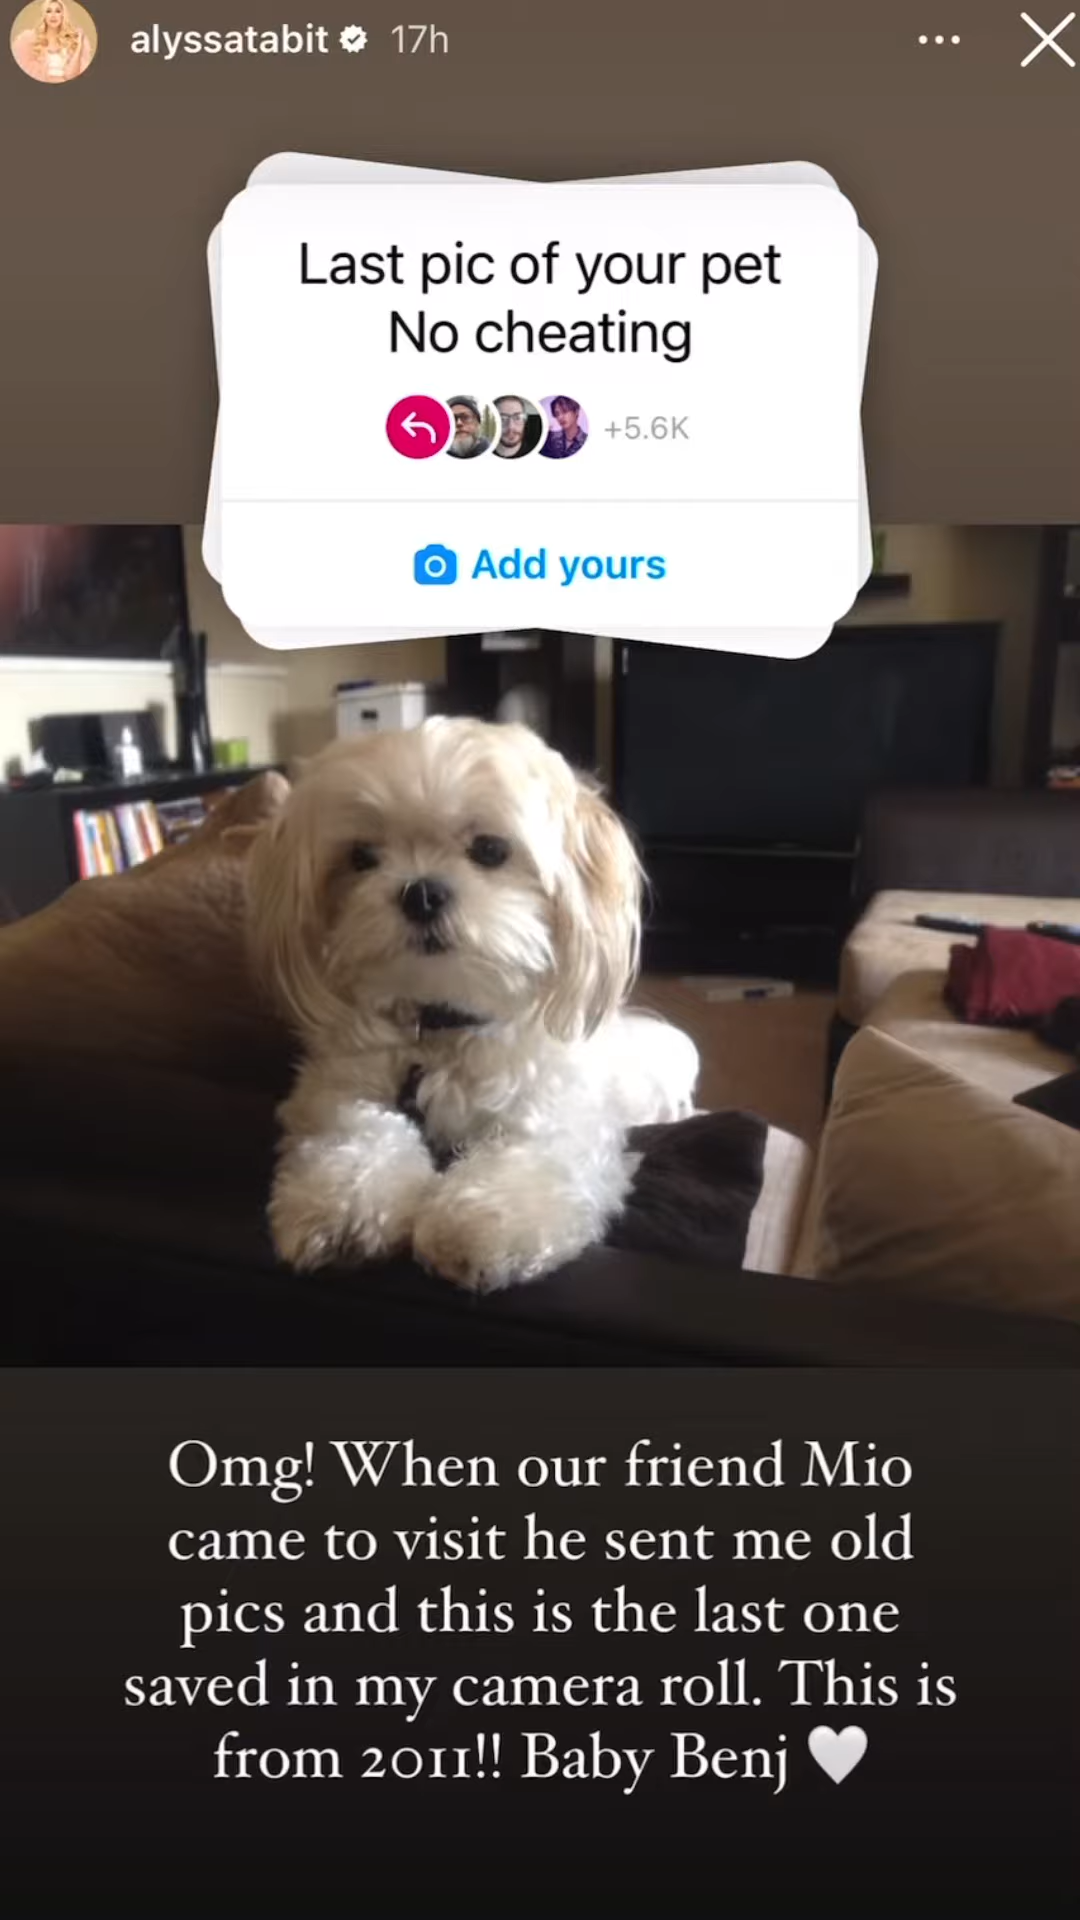 alyssatabit 17h
Last pic of your pet
No cheating
+5.6K
Add yours
Omg! When our friend Mio
came to visit he sent me old
pics and this is the last one
saved in my camera roll. This is
from 2011!! Baby Benj 🤍